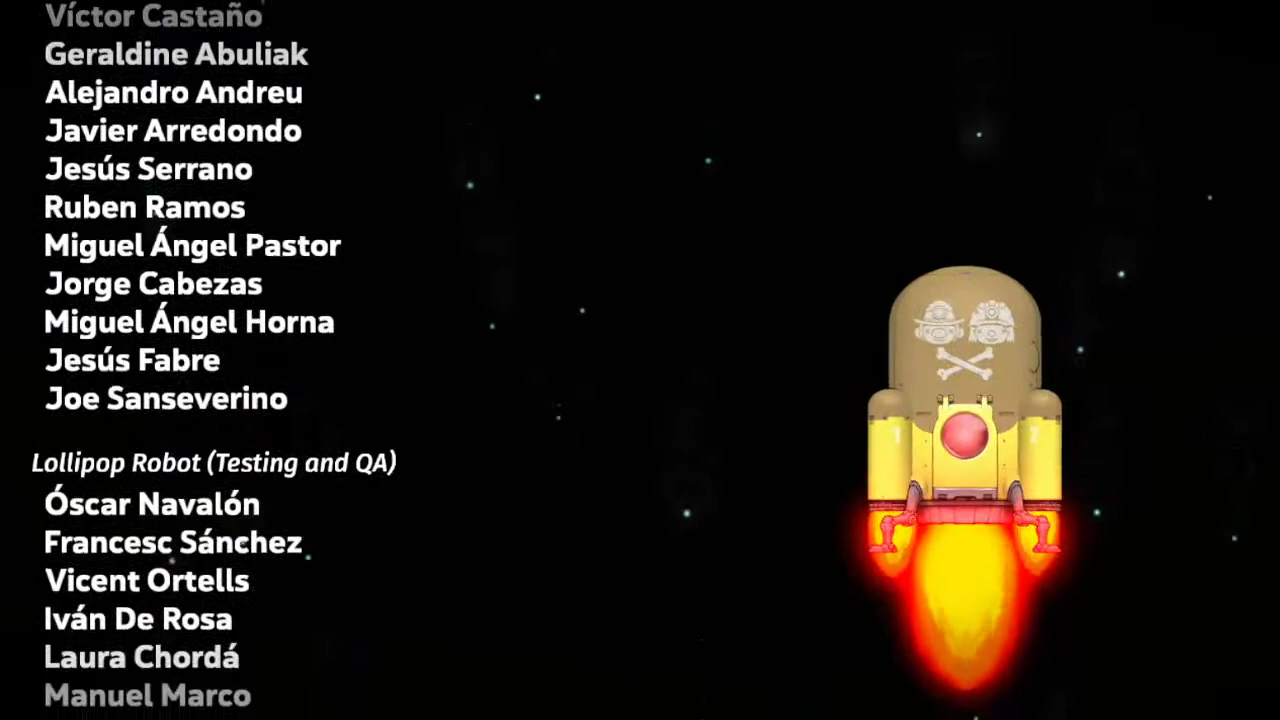 Víctor Castaño
Geraldine Abuliak
Alejandro Andreu
Javier Arredondo
Jesús Serrano
Ruben Ramos
Miguel Ángel Pastor
Jorge Cabezas
Miguel Ángel Horna
Jesús Fabre
Joe Sanseverino
Lollipop Robot (Testing and QA)
Óscar Navalón
Francesc Sánchez
Vicent Ortells
Iván De Rosa
Laura Chordá
Manuel Marco